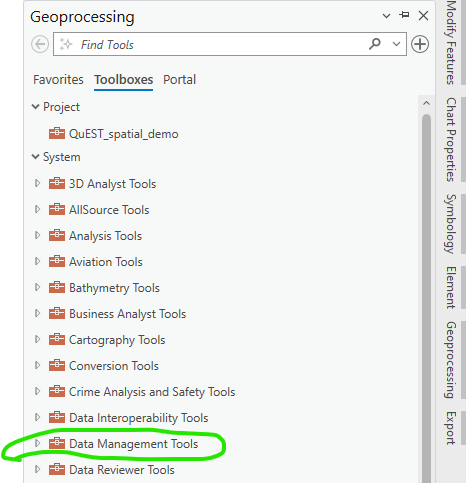 Geoprocessing
Find Tools
Favorites Toolboxes Portal
Project
QuEST_spatial_demo
System
3D Analyst Tools
AllSource Tools
Analysis Tools
Aviation Tools
Bathymetry Tools
Business Analyst Tools
Cartography Tools
Conversion Tools
Crime Analysis and Safety Tools
Data Interoperability Tools
Data Management Tools
Data Reviewer Tools
Modify Features
Chart Properties
Symbology
Element
Geoprocessing
Export